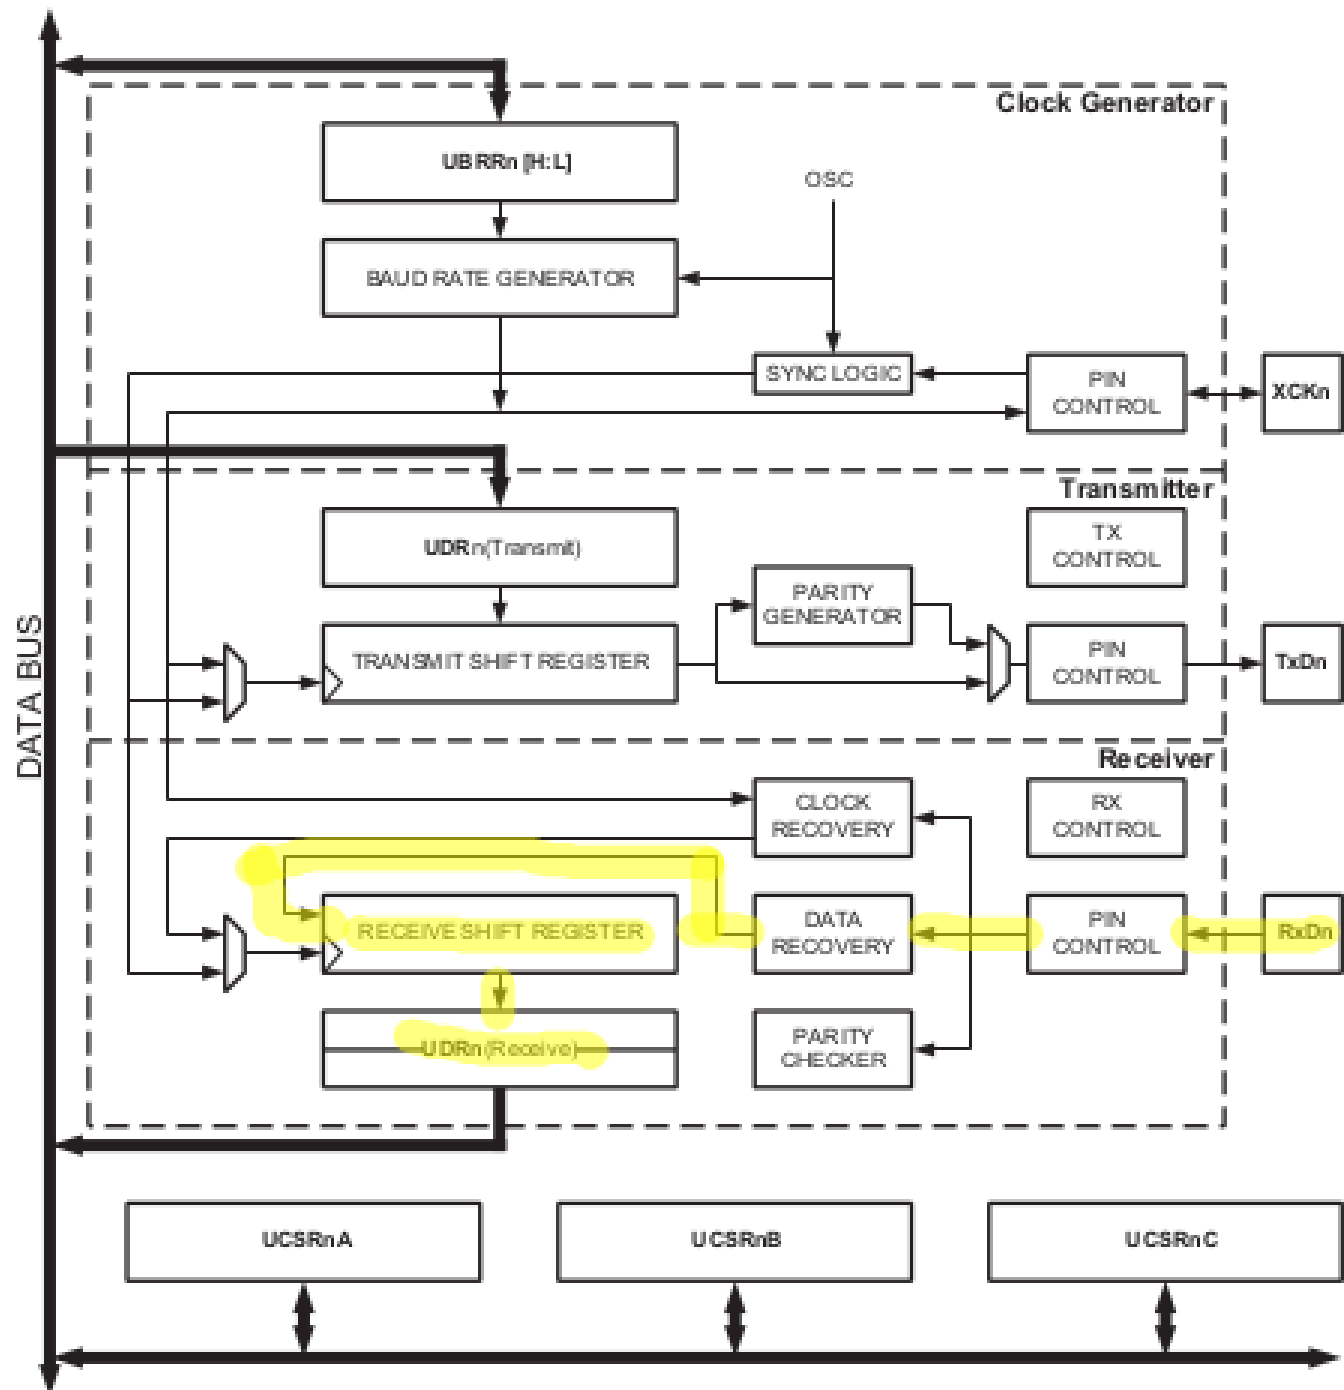 Clock Generator
UBRRn [H:L]
OSC
BAUD RATE GENERATOR
SYNC LOGIC
PIN
CONTROL
XCKn
Transmitter
UDRn(Transmit)
TX
CONTROL
PARITY
GENERATOR
TRANSMIT SHIFT REGISTER
PIN
CONTROL
TxDn
DATA BUS
Receiver
CLOCK
RECOVERY
RX
CONTROL
RECEIVE SHIFT REGISTER
DATA
RECOVERY
PIN
CONTROL
RxDn
UDRn(Receive)
PARITY
CHECKER
UCSRnA
UCSRnB
UCSRnC